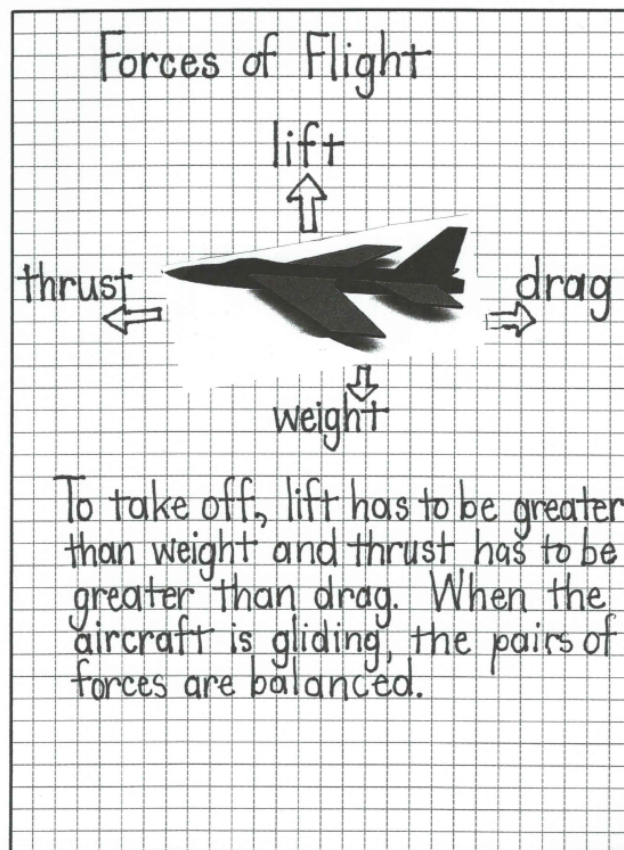 Forces of Flight
lift
thrust
drag
weight
To take off, lift has to be greater
than weight and thrust has to be
greater than drag. When the
aircraft is gliding, the pairs of
forces are balanced.